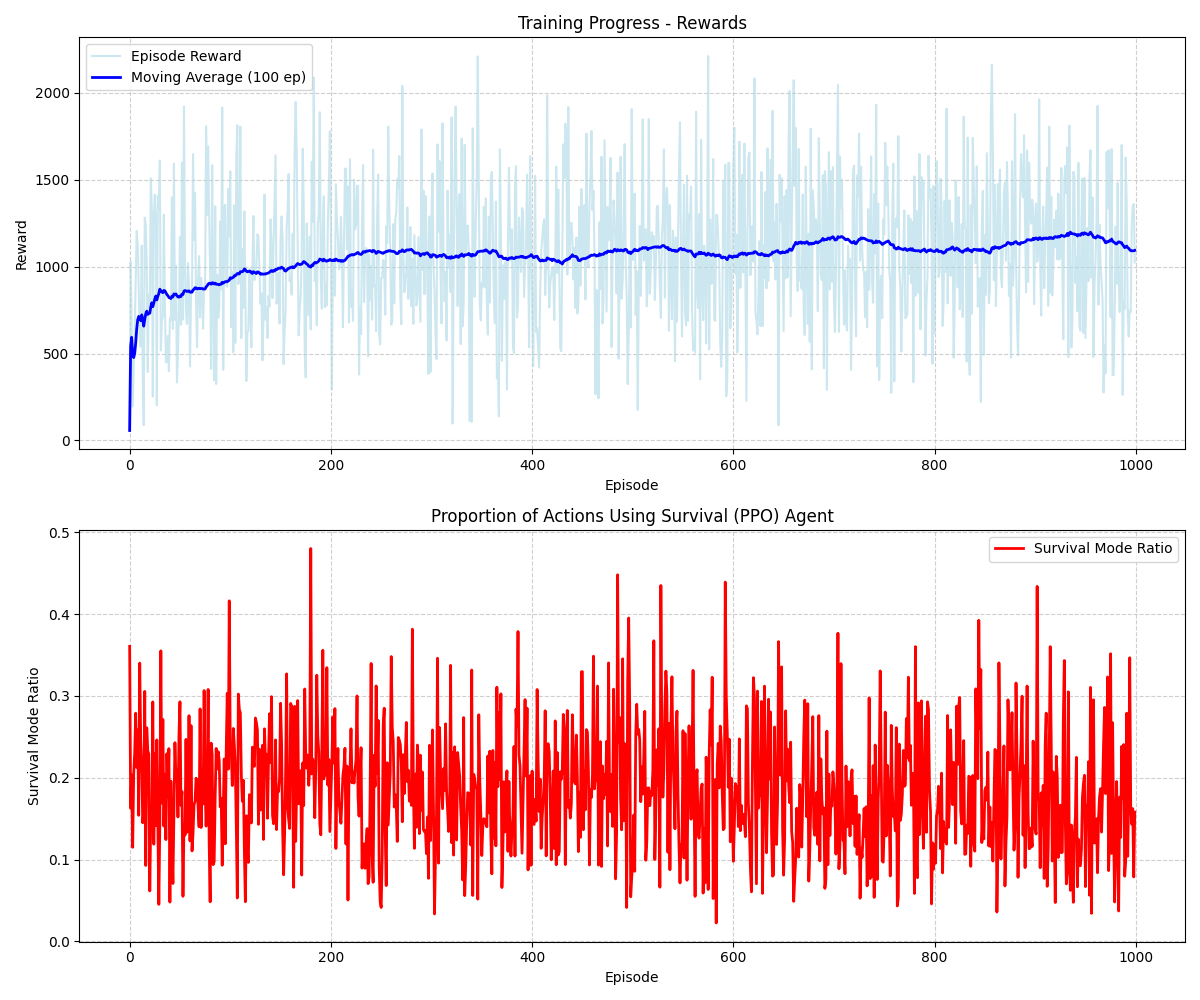 Training Progress - Rewards
Episode Reward
Moving Average (100 ep)
Reward
2000
1500
1000
500
0
0 200 400 600 800 1000
Episode
Proportion of Actions Using Survival (PPO) Agent
Survival Mode Ratio
Survival Mode Ratio
0.5
0.4
0.3
0.2
0.1
0.0
0 200 400 600 800 1000
Episode